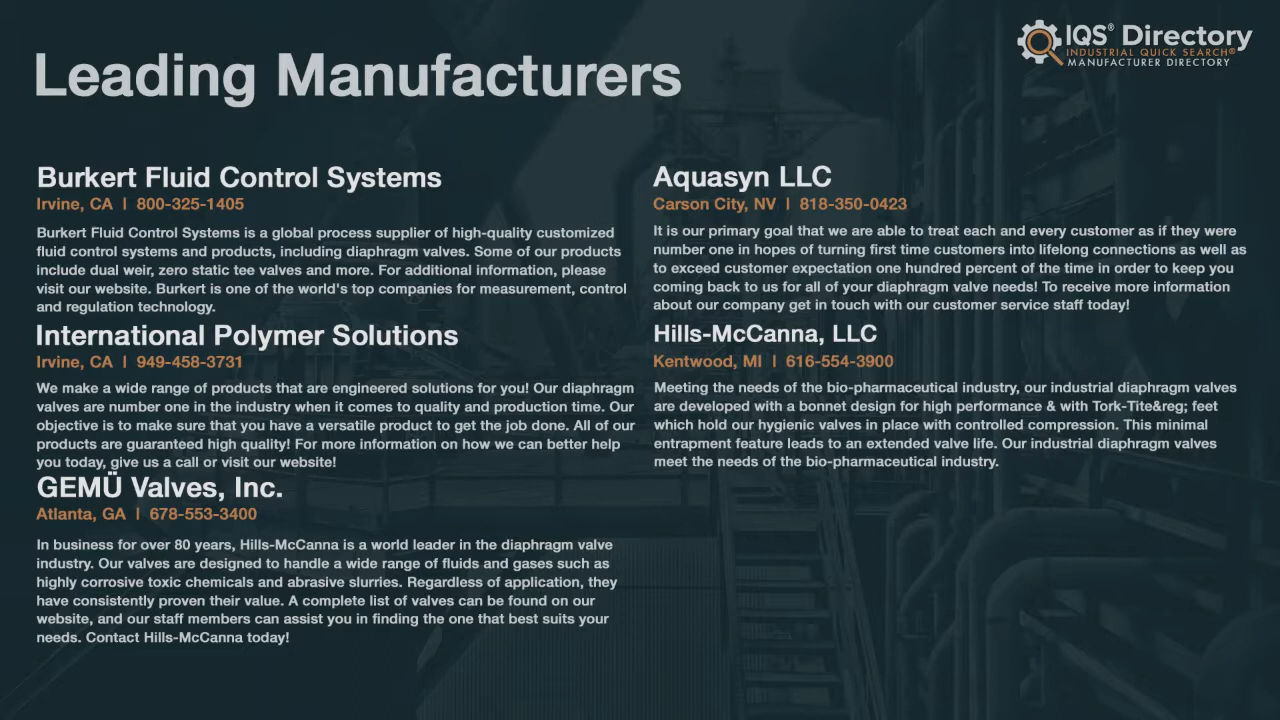 IQS® Directory
INDUSTRIAL QUICK SEARCH®
MANUFACTURER DIRECTORY
Leading Manufacturers
Burkert Fluid Control Systems
Irvine, CA | 800-325-1405
Burkert Fluid Control Systems is a global process supplier of high-quality customized
fluid control systems and products, including diaphragm valves. Some of our products
include dual weir, zero static tee valves and more. For additional information, please
visit our website. Burkert is one of the world's top companies for measurement, control
and regulation technology.
International Polymer Solutions
Irvine, CA | 949-458-3731
We make a wide range of products that are engineered solutions for you! Our diaphragm
valves are number one in the industry when it comes to quality and production time. Our
objective is to make sure that you have a versatile product to get the job done. All of our
products are guaranteed high quality! For more information on how we can better help
you today, give us a call or visit our website!
GEMÜ Valves, Inc.
Atlanta, GA | 678-553-3400
In business for over 80 years, Hills-McCanna is a world leader in the diaphragm valve
industry. Our valves are designed to handle a wide range of fluids and gases such as
highly corrosive toxic chemicals and abrasive slurries. Regardless of application, they
have consistently proven their value. A complete list of valves can be found on our
website, and our staff members can assist you in finding the one that best suits your
needs. Contact Hills-McCanna today!
Aquasyn LLC
Carson City, NV | 818-350-0423
It is our primary goal that we are able to treat each and every customer as if they were
number one in hopes of turning first time customers into lifelong connections as well as
to exceed customer expectation one hundred percent of the time in order to keep you
coming back to us for all of your diaphragm valve needs! To receive more information
about our company get in touch with our customer service staff today!
Hills-McCanna, LLC
Kentwood, MI | 616-554-3900
Meeting the needs of the bio-pharmaceutical industry, our industrial diaphragm valves
are developed with a bonnet design for high performance & with Tork-Tite&reg; feet
which hold our hygienic valves in place with controlled compression. This minimal
entrapment feature leads to an extended valve life. Our industrial diaphragm valves
meet the needs of the bio-pharmaceutical industry.